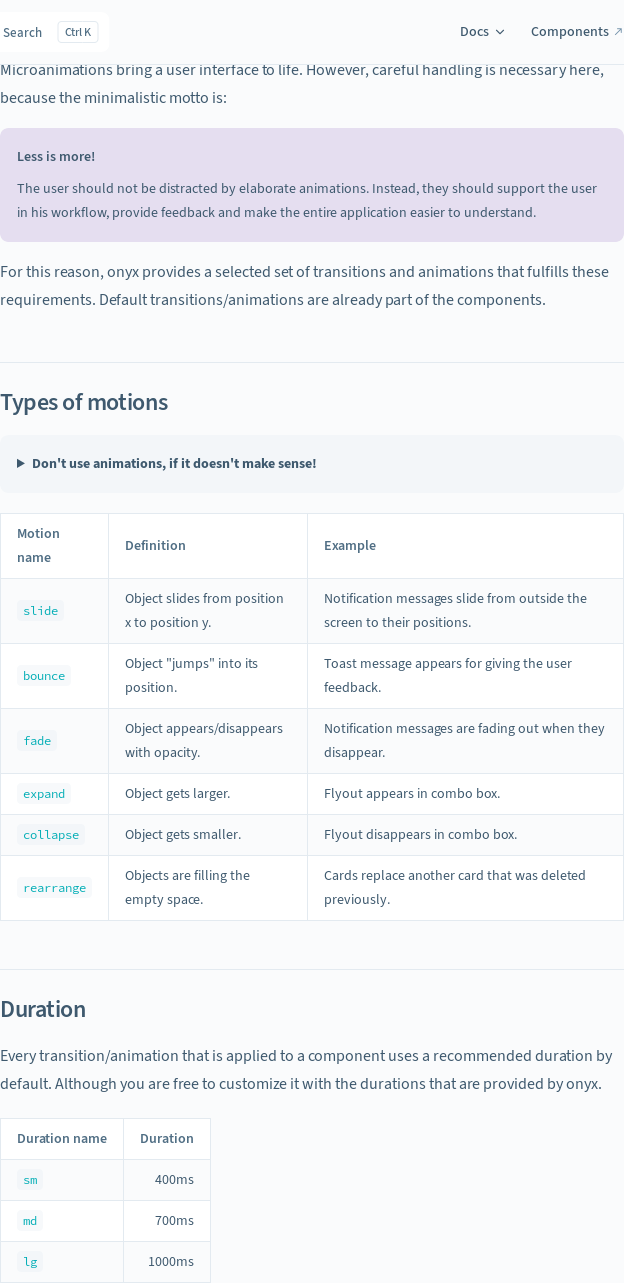 Search Ctrl K Docs Components
Microanimations bring a user interface to life. However, careful handling is necessary here,
because the minimalistic motto is:
Less is more!
The user should not be distracted by elaborate animations. Instead, they should support the user
in his workflow, provide feedback and make the entire application easier to understand.
For this reason, onyx provides a selected set of transitions and animations that fulfills these
requirements. Default transitions/animations are already part of the components.
Types of motions
Don't use animations, if it doesn't make sense!
Motion
name
Definition
Example
slide
Object slides from position
x to position y.
Notification messages slide from outside the
screen to their positions.
bounce
Object "jumps" into its
position.
Toast message appears for giving the user
feedback.
fade
Object appears/disappears
with opacity.
Notification messages are fading out when they
disappear.
expand
Object gets larger.
Flyout appears in combo box.
collapse
Object gets smaller.
Flyout disappears in combo box.
rearrange
Objects are filling the
empty space.
Cards replace another card that was deleted
previously.
Duration
Every transition/animation that is applied to a component uses a recommended duration by
default. Although you are free to customize it with the durations that are provided by onyx.
Duration name Duration
sm 400ms
md 700ms
lg 1000ms